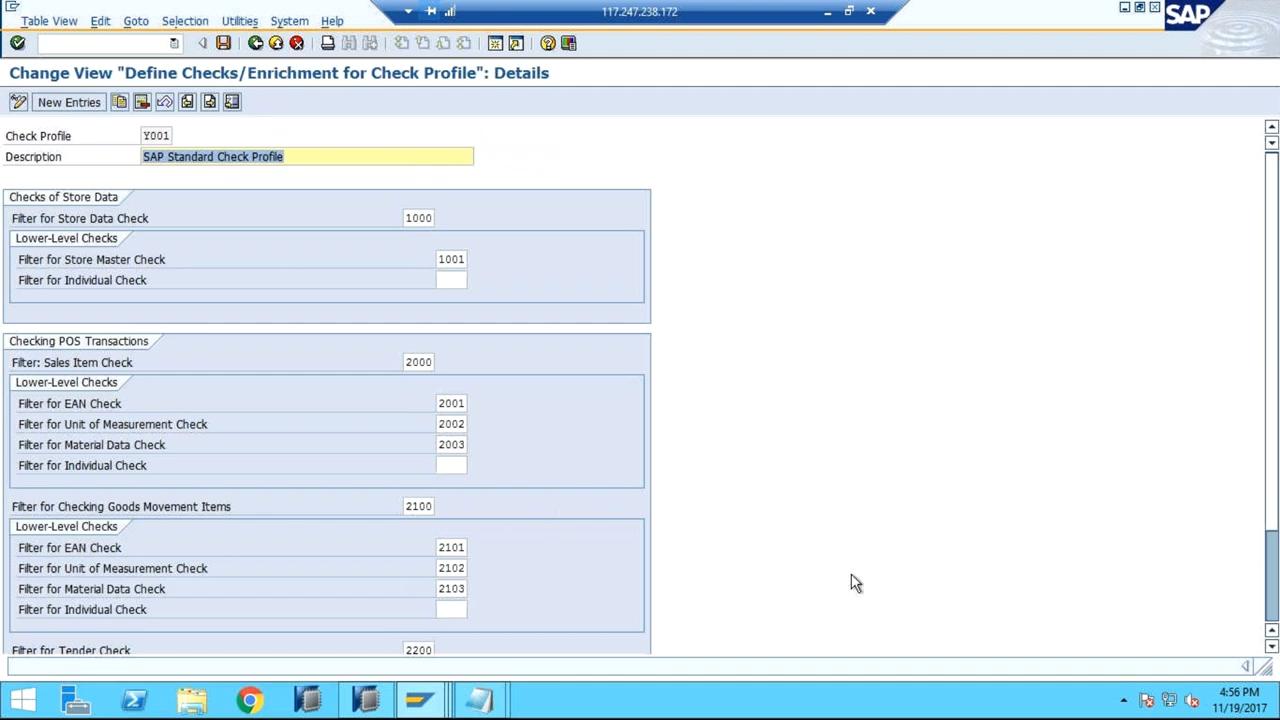 117.247.238.172
Table View Edit Goto Selection Utilities System Help
SAP
Change View "Define Checks/Enrichment for Check Profile": Details
New Entries
Check Profile Y001
Description SAP Standard Check Profile
Checks of Store Data
Filter for Store Data Check 1000
Lower-Level Checks
Filter for Store Master Check 1001
Filter for Individual Check
Checking POS Transactions
Filter: Sales Item Check 2000
Lower-Level Checks
Filter for EAN Check 2001
Filter for Unit of Measurement Check 2002
Filter for Material Data Check 2003
Filter for Individual Check
Filter for Checking Goods Movement Items 2100
Lower-Level Checks
Filter for EAN Check 2101
Filter for Unit of Measurement Check 2102
Filter for Material Data Check 2103
Filter for Individual Check
Filter for Tender Check 2200
4:56 PM
11/19/2017